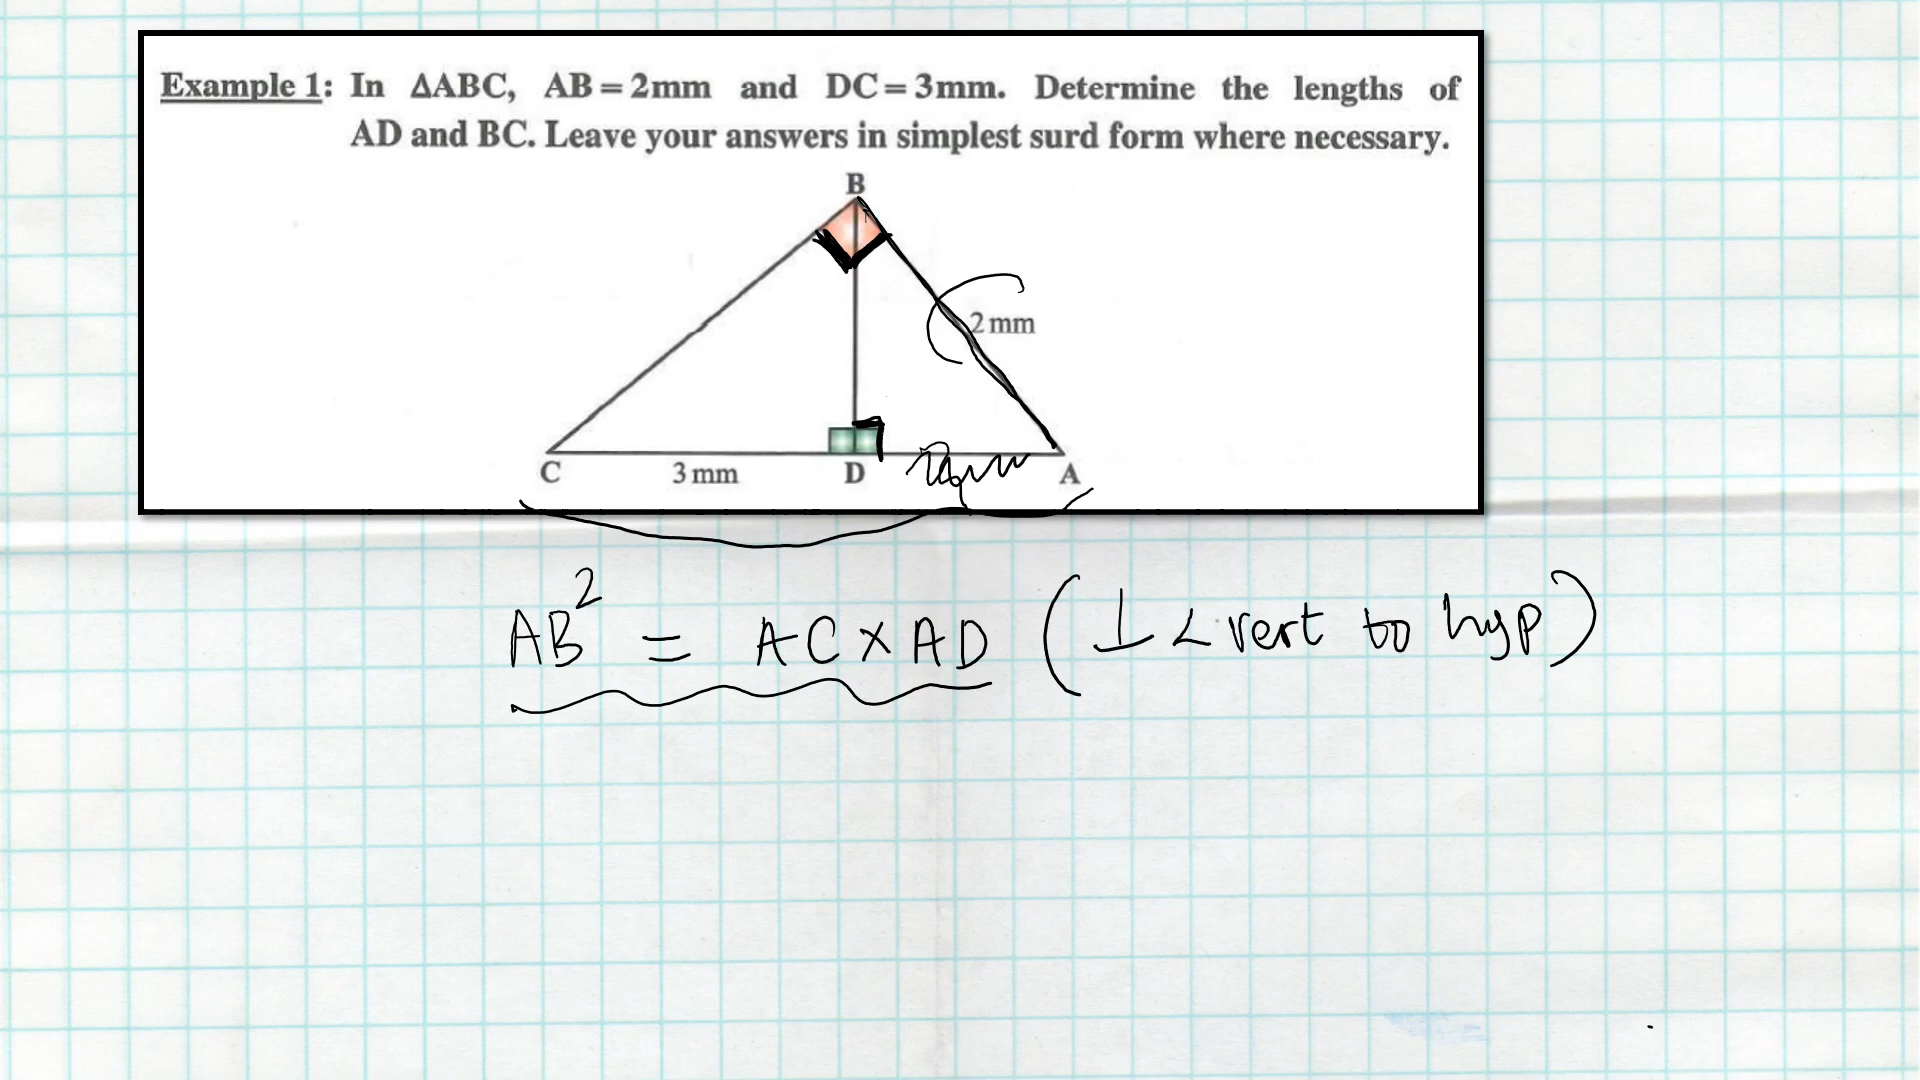 Example 1: In ΔABC, AB = 2mm and DC = 3mm. Determine the lengths of
AD and BC. Leave your answers in simplest surd form where necessary.
B
2 mm
C 3 mm D A
AB² = AC × AD (⊥ < vert to hyp)